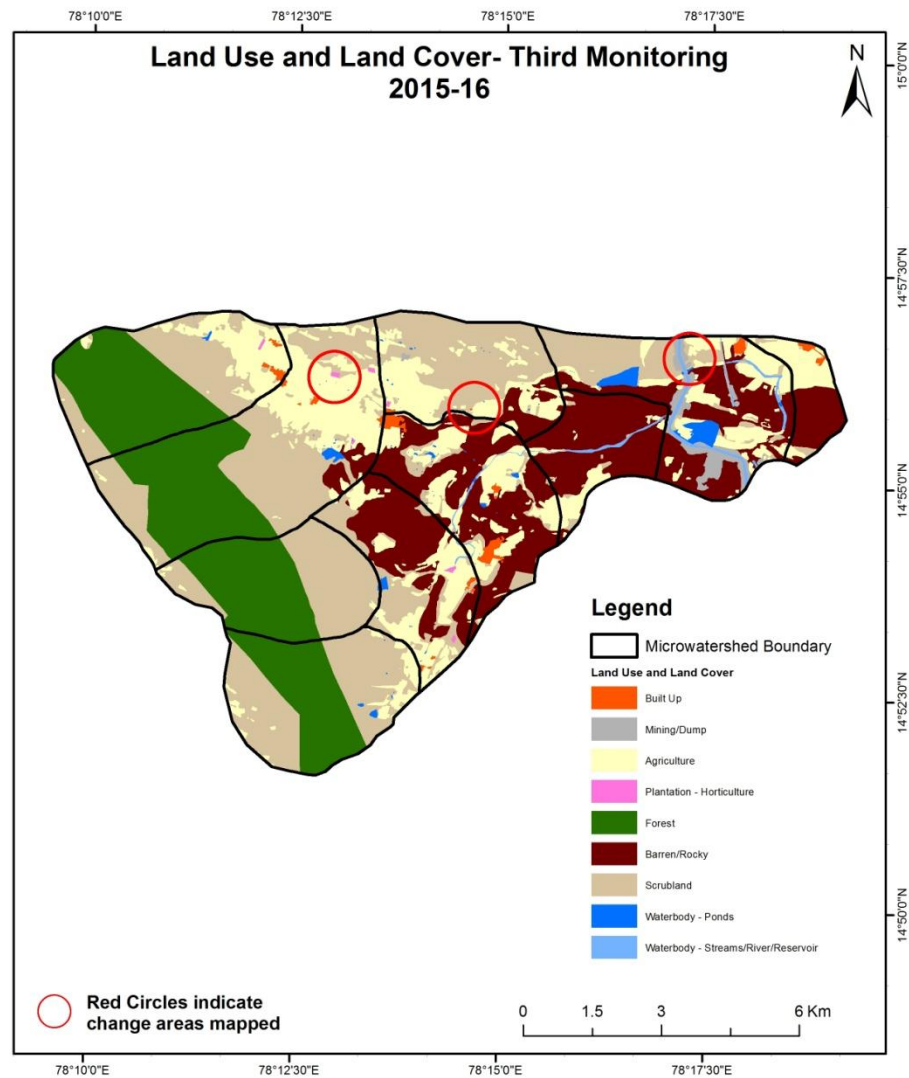 78°10'0"E 78°12'30"E 78°15'0"E 78°17'30"E
Land Use and Land Cover- Third Monitoring
2015-16
N
15°0'0"N
14°57'30"N
14°55'0"N
14°52'30"N
14°50'0"N
Legend
Microwatershed Boundary
Land Use and Land Cover
Built Up
Mining/Dump
Agriculture
Plantation - Horticulture
Forest
Barren/Rocky
Scrubland
Waterbody - Ponds
Waterbody - Streams/River/Reservoir
Red Circles indicate
change areas mapped
0 1.5 3 6 Km
78°10'0"E 78°12'30"E 78°15'0"E 78°17'30"E